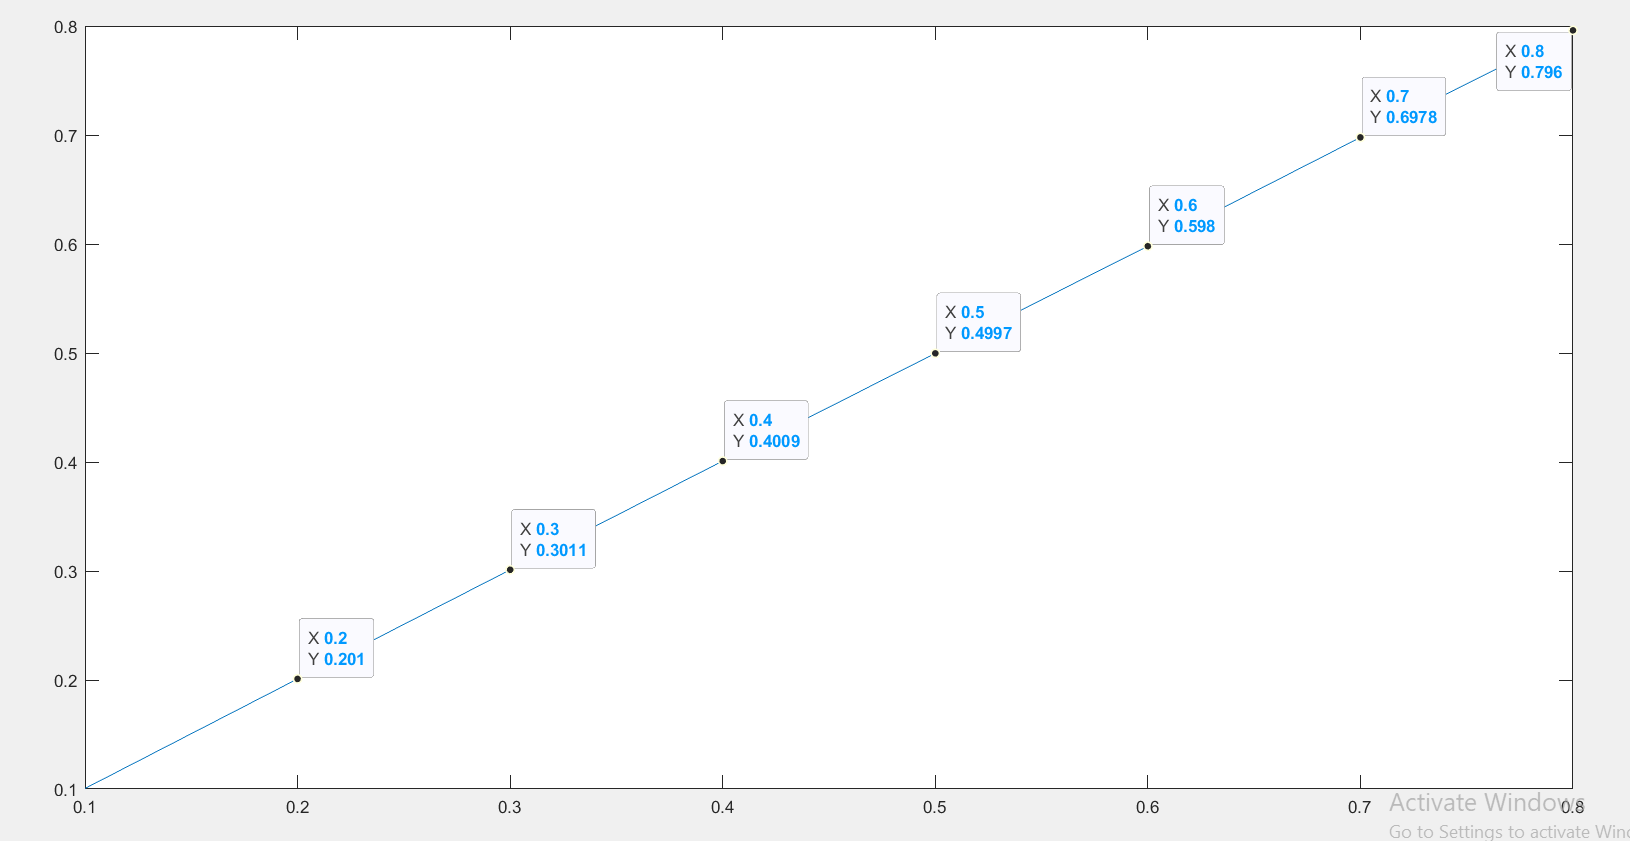 0.8
0.7
0.6
0.5
0.4
0.3
0.2
0.1
X 0.8
Y 0.796
X 0.7
Y 0.6978
X 0.6
Y 0.598
X 0.5
Y 0.4997
X 0.4
Y 0.4009
X 0.3
Y 0.3011
X 0.2
Y 0.201
0.1 0.2 0.3 0.4 0.5 0.6 0.7 0.8
Activate Windows
Go to Settings to activate Win